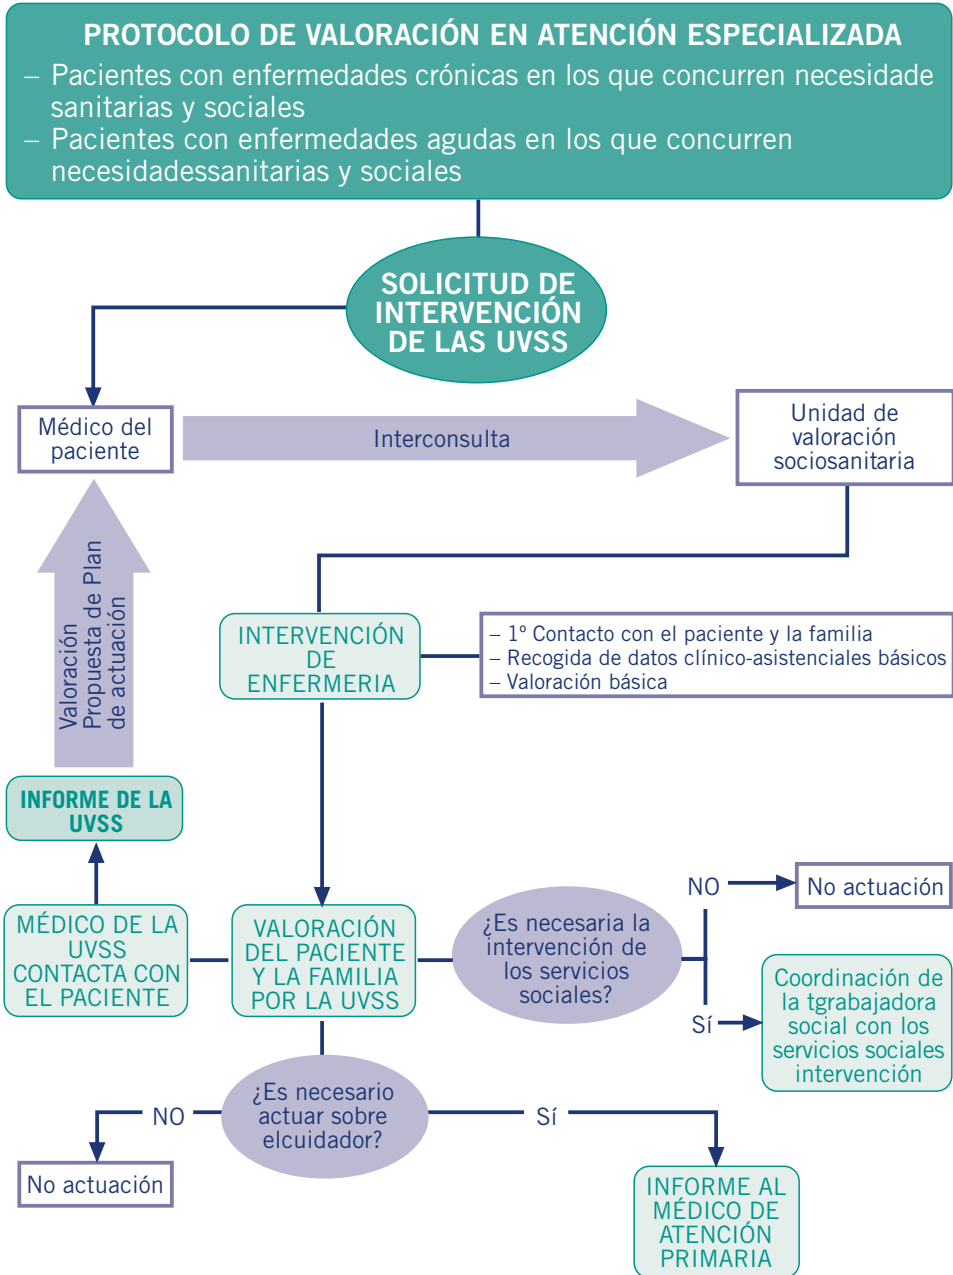 PROTOCOLO DE VALORACIÓN EN ATENCIÓN ESPECIALIZADA
– Pacientes con enfermedades crónicas en los que concurren necesidade
sanitarias y sociales
– Pacientes con enfermedades agudas en los que concurren
necesidadessanitarias y sociales
SOLICITUD DE
INTERVENCIÓN
DE LAS UVSS
Médico del
paciente
Interconsulta
Unidad de
valoración
sociosanitaria
Valoración
Propuesta de Plan
de actuación
INTERVENCIÓN
DE
ENFERMERIA
– 1º Contacto con el paciente y la familia
– Recogida de datos clínico-asistenciales básicos
– Valoración básica
INFORME DE LA
UVSS
MÉDICO DE LA
UVSS
CONTACTA CON
EL PACIENTE
VALORACIÓN
DEL PACIENTE
Y LA FAMILIA
POR LA UVSS
¿Es necesaria la
intervención de
los servicios
sociales?
NO
No actuación
Sí
Coordinación de
la tgrabajadora
social con los
servicios sociales
intervención
¿Es necesario
actuar sobre
elcuidador?
NO
No actuación
Sí
INFORME AL
MÉDICO DE
ATENCIÓN
PRIMARIA